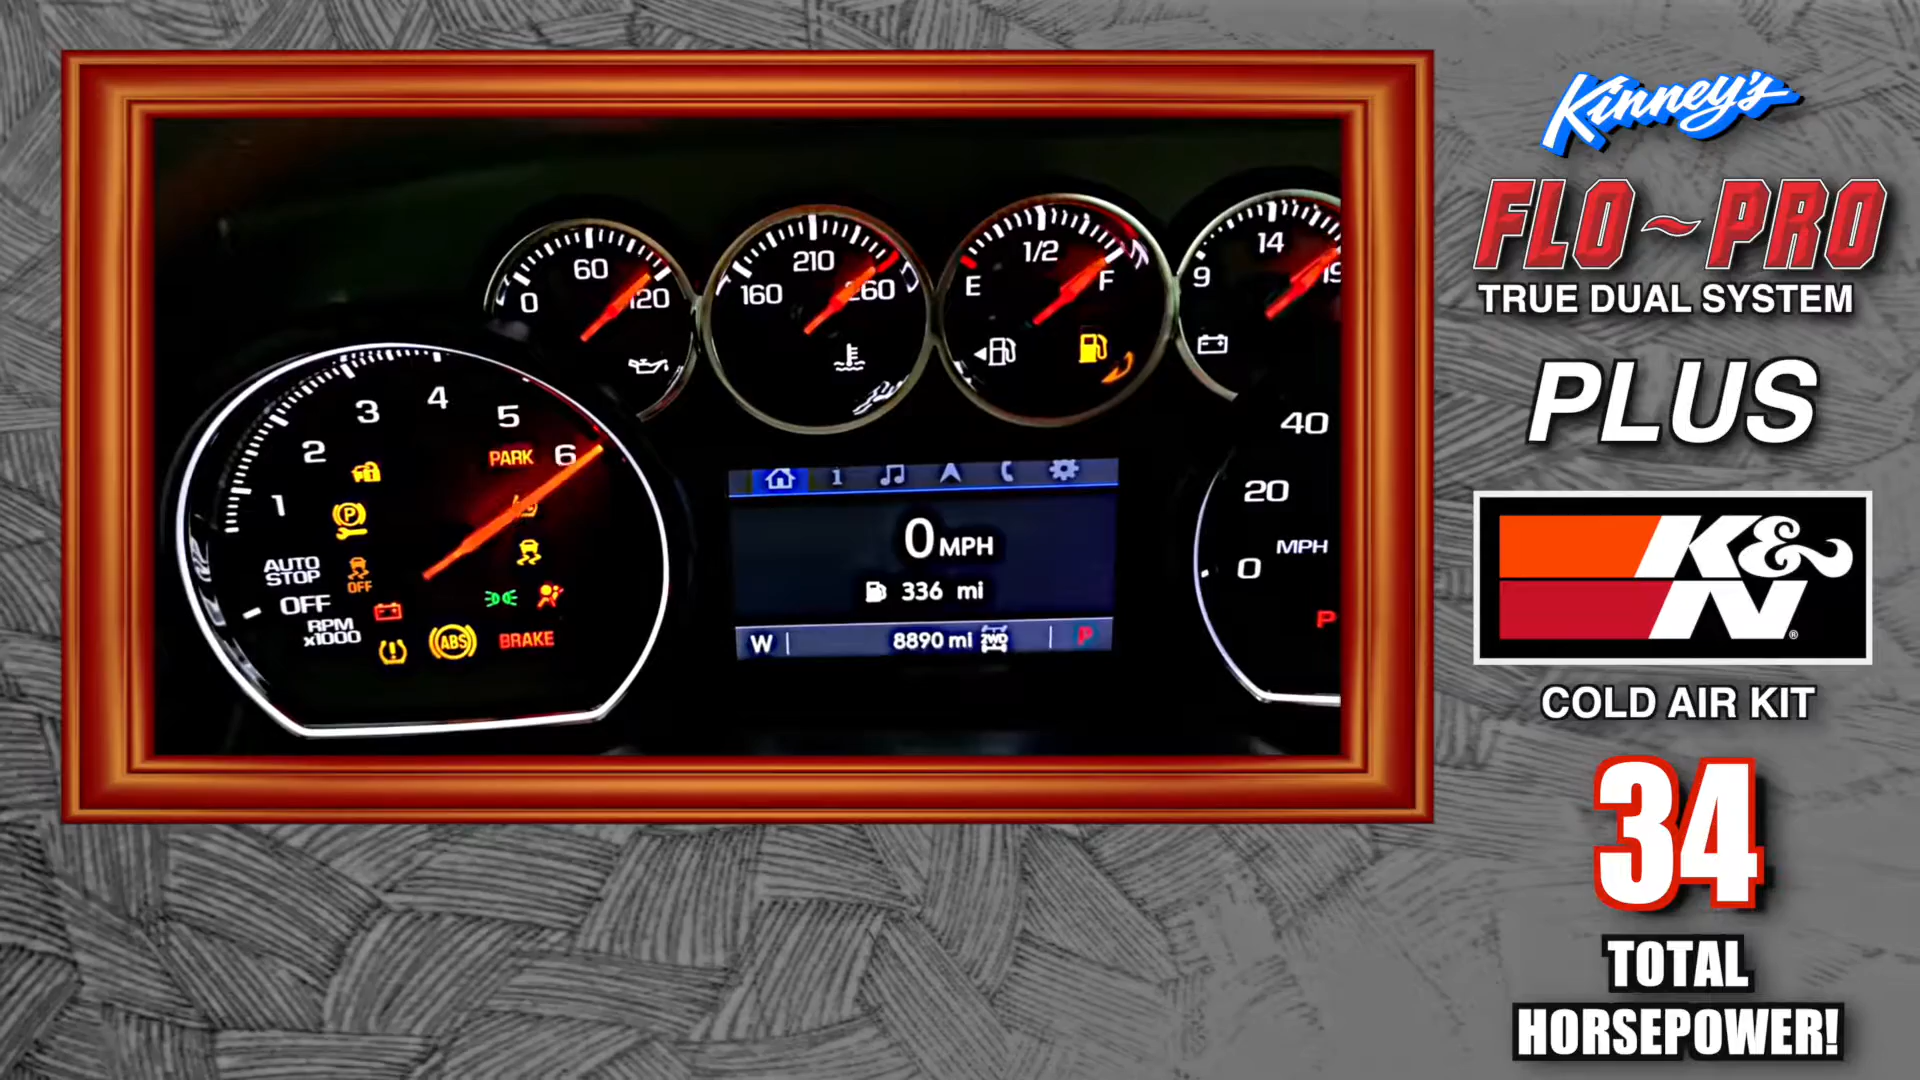 Kinney's
FLO~PRO
TRUE DUAL SYSTEM
PLUS
K&N®
COLD AIR KIT
34
TOTAL
HORSEPOWER!
0 60 120
160 210 260
E 1/2 F
9 14 19
1 2 3 4 5 6
PARK
AUTO
STOP
OFF
OFF
RPM
x1000
ABS
BRAKE
0 MPH
336 mi
W 8890 mi 2WD P
40
20
0
MPH
P